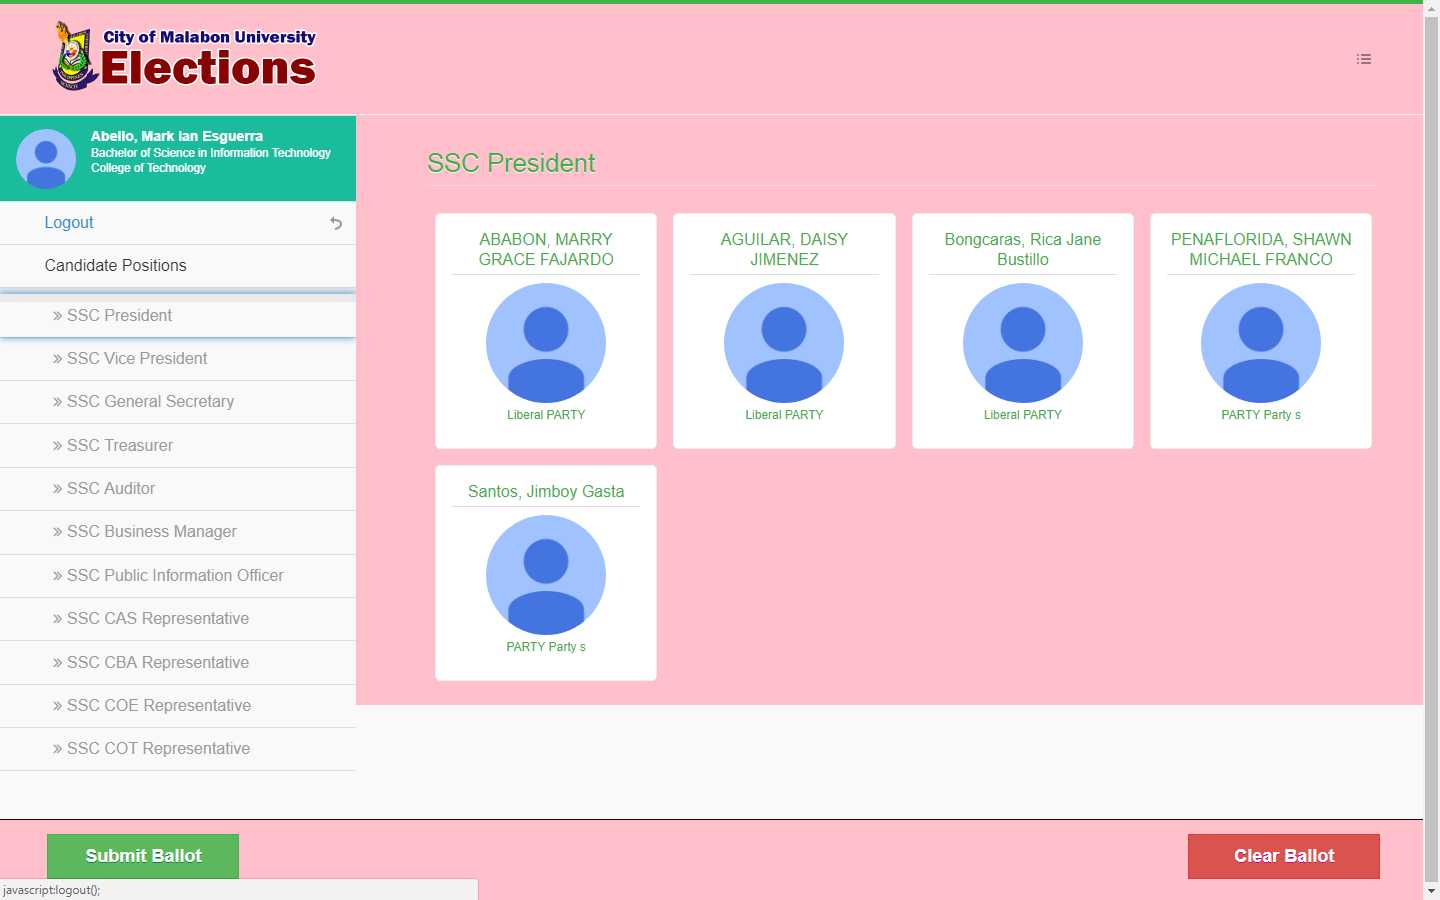 City of Malabon University
Elections
Abello, Mark Ian Esguerra
Bachelor of Science in Information Technology
College of Technology
Logout
Candidate Positions
» SSC President
» SSC Vice President
» SSC General Secretary
» SSC Treasurer
» SSC Auditor
» SSC Business Manager
» SSC Public Information Officer
» SSC CAS Representative
» SSC CBA Representative
» SSC COE Representative
» SSC COT Representative
SSC President
ABABON, MARRY
GRACE FAJARDO
Liberal PARTY
AGUILAR, DAISY
JIMENEZ
Liberal PARTY
Bongcaras, Rica Jane
Bustillo
Liberal PARTY
PENAFLORIDA, SHAWN
MICHAEL FRANCO
PARTY Party s
Santos, Jimboy Gasta
PARTY Party s
Submit Ballot
Clear Ballot
javascript:logout();